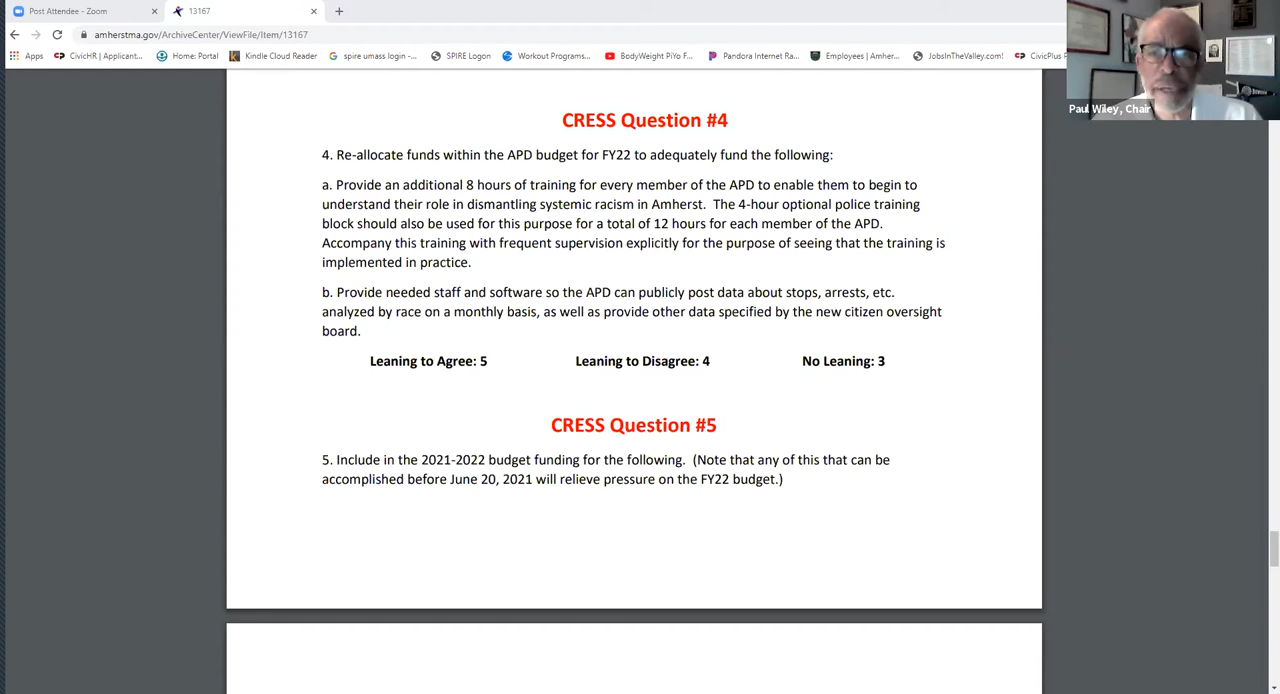 Post Attendee - Zoom
13167
amherstma.gov/ArchiveCenter/ViewFile/Item/13167
Apps CivicHR | Applicant... Home: Portal Kindle Cloud Reader spire umass login -... SPIRE Logon Workout Programs... BodyWeight PiYo F... Pandora Internet Ra... Employees | Amher... JobsInTheValley.com! CivicPlus
Paul Wiley, Chair
CRESS Question #4
4. Re-allocate funds within the APD budget for FY22 to adequately fund the following:
a. Provide an additional 8 hours of training for every member of the APD to enable them to begin to
understand their role in dismantling systemic racism in Amherst. The 4-hour optional police training
block should also be used for this purpose for a total of 12 hours for each member of the APD.
Accompany this training with frequent supervision explicitly for the purpose of seeing that the training is
implemented in practice.
b. Provide needed staff and software so the APD can publicly post data about stops, arrests, etc.
analyzed by race on a monthly basis, as well as provide other data specified by the new citizen oversight
board.
Leaning to Agree: 5 Leaning to Disagree: 4 No Leaning: 3
CRESS Question #5
5. Include in the 2021-2022 budget funding for the following. (Note that any of this that can be
accomplished before June 20, 2021 will relieve pressure on the FY22 budget.)